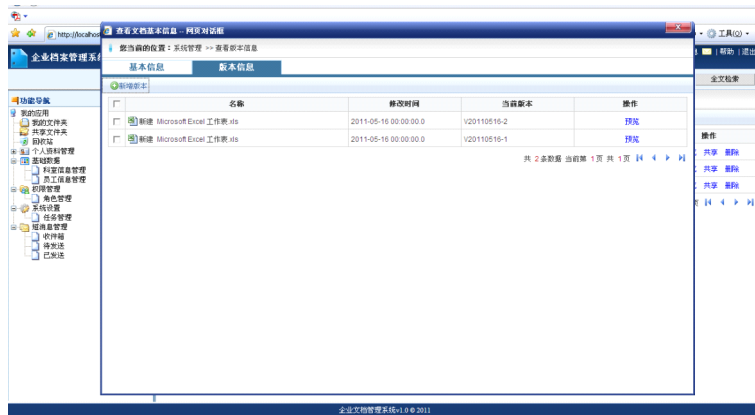 查看文档基本信息 -- 网页对话框
http://localhos
工具(O)
企业档案管理系
您当前的位置：系统管理 >> 查看版本信息
| 帮助 | 退出
基本信息 版本信息
全文检索
新增版本
功能导航
名称 修改时间 当前版本 操作
我的应用
我的文件夹
共享文件夹
回收站
个人资料管理
基础数据
科室信息管理
员工信息管理
权限管理
角色管理
系统设置
任务管理
短消息管理
收件箱
待发送
已发送
新建 Microsoft Excel 工作表.xls 2011-05-16 00:00:00.0 V20110516-2 预览
新建 Microsoft Excel 工作表.xls 2011-05-16 00:00:00.0 V20110516-1 预览
共 2条数据 当前第 1页 共 1页
操作
共享 删除
共享 删除
共享 删除
页
企业文档管理系统v1.0 © 2011